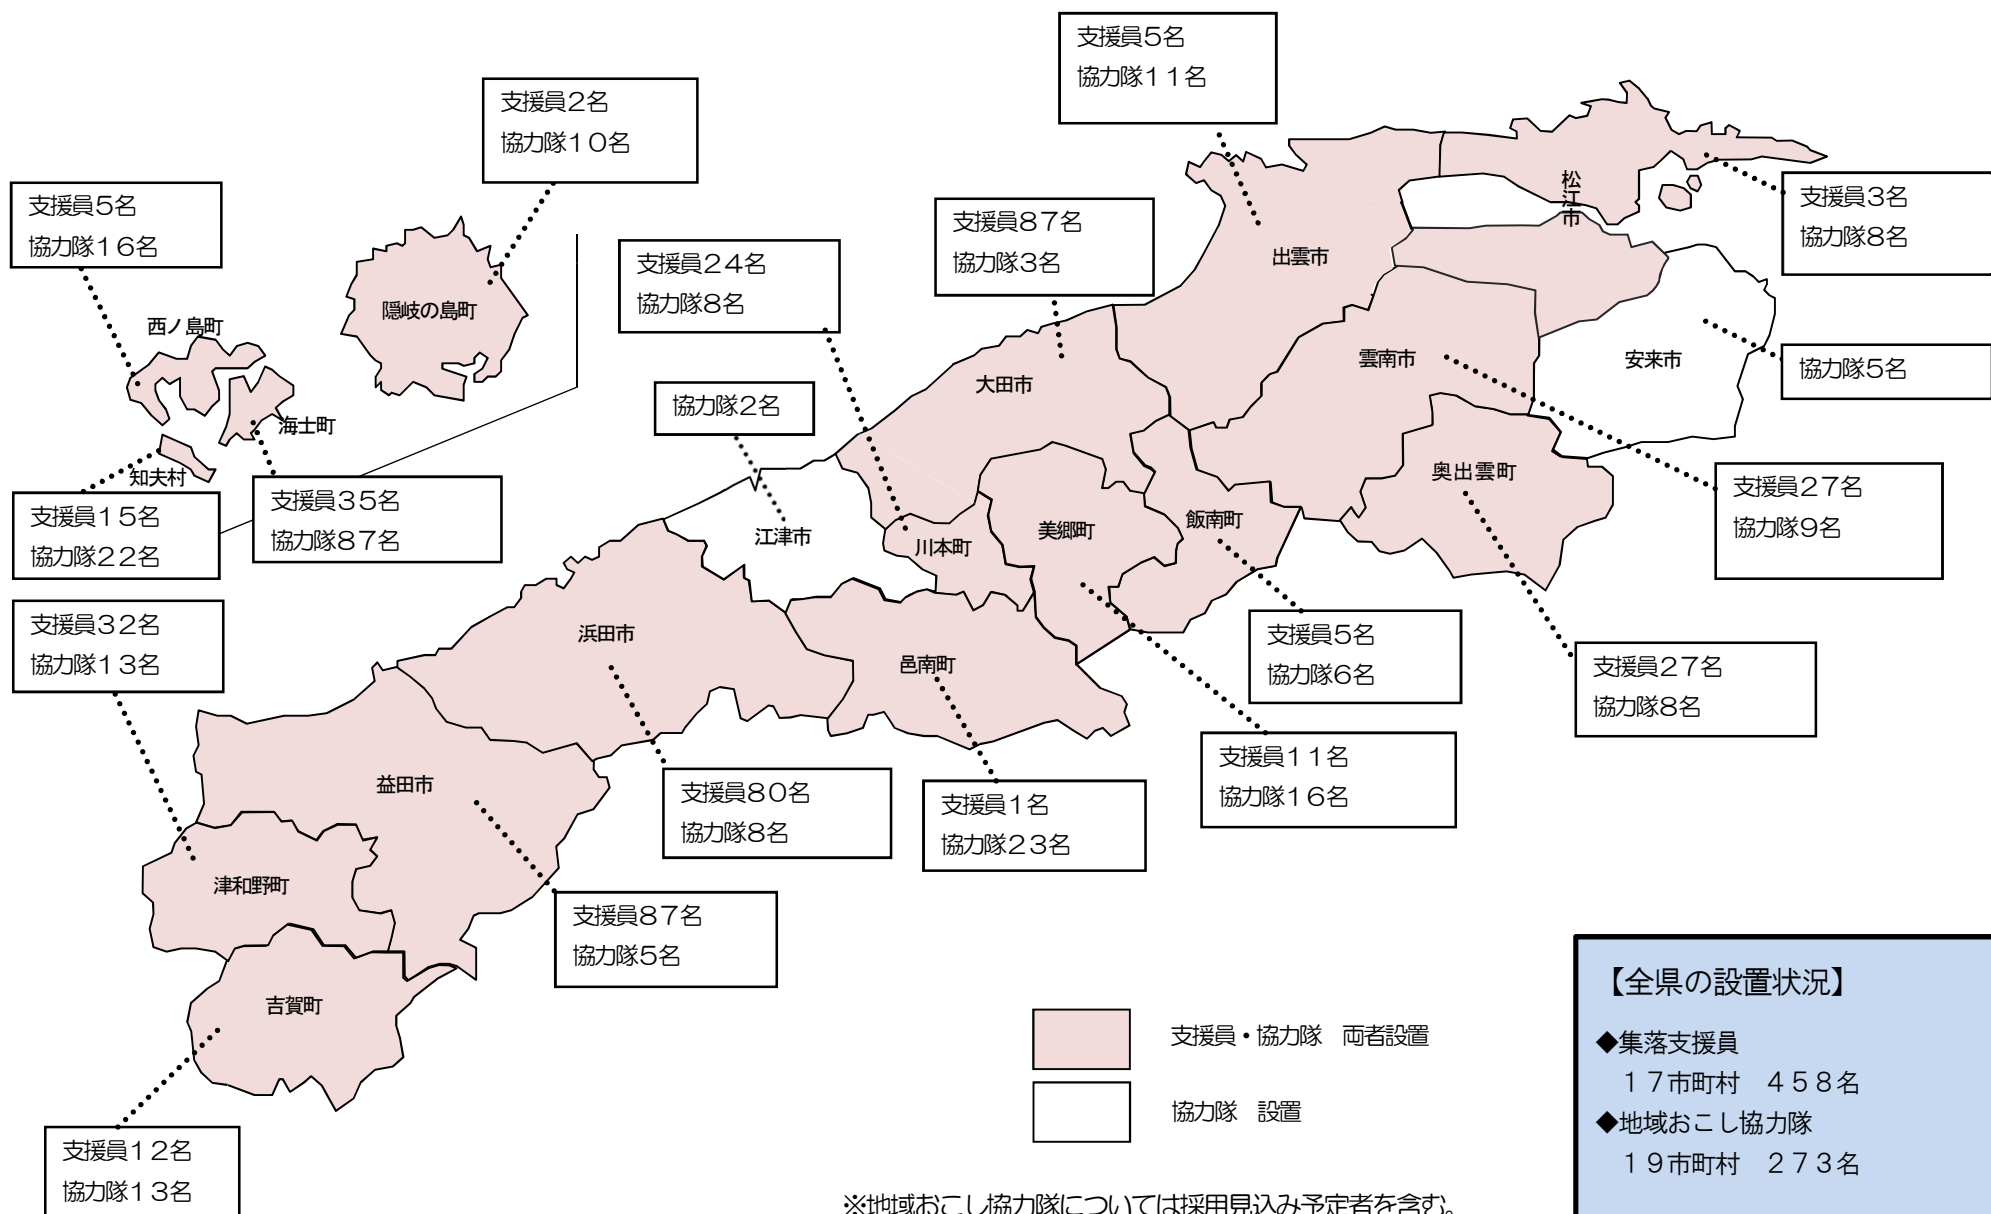 支援員5名
協力隊11名
支援員2名
協力隊10名
支援員5名
協力隊16名
支援員3名
協力隊8名
支援員87名
協力隊3名
支援員24名
協力隊8名
松江市
出雲市
隠岐の島町
西ノ島町
雲南市
安来市
協力隊5名
大田市
協力隊2名
海士町
知夫村
奥出雲町
支援員15名
協力隊22名
支援員35名
協力隊87名
支援員27名
協力隊9名
江津市
川本町
美郷町
飯南町
支援員32名
協力隊13名
浜田市
邑南町
支援員5名
協力隊6名
支援員27名
協力隊8名
益田市
支援員80名
協力隊8名
支援員1名
協力隊23名
支援員11名
協力隊16名
津和野町
支援員87名
協力隊5名
吉賀町
支援員12名
協力隊13名
支援員・協力隊　両者設置
協力隊　設置
【全県の設置状況】
◆集落支援員
１７市町村　４５８名
◆地域おこし協力隊
１９市町村　２７３名
※地域おこし協力隊については採用見込み予定者を含む。